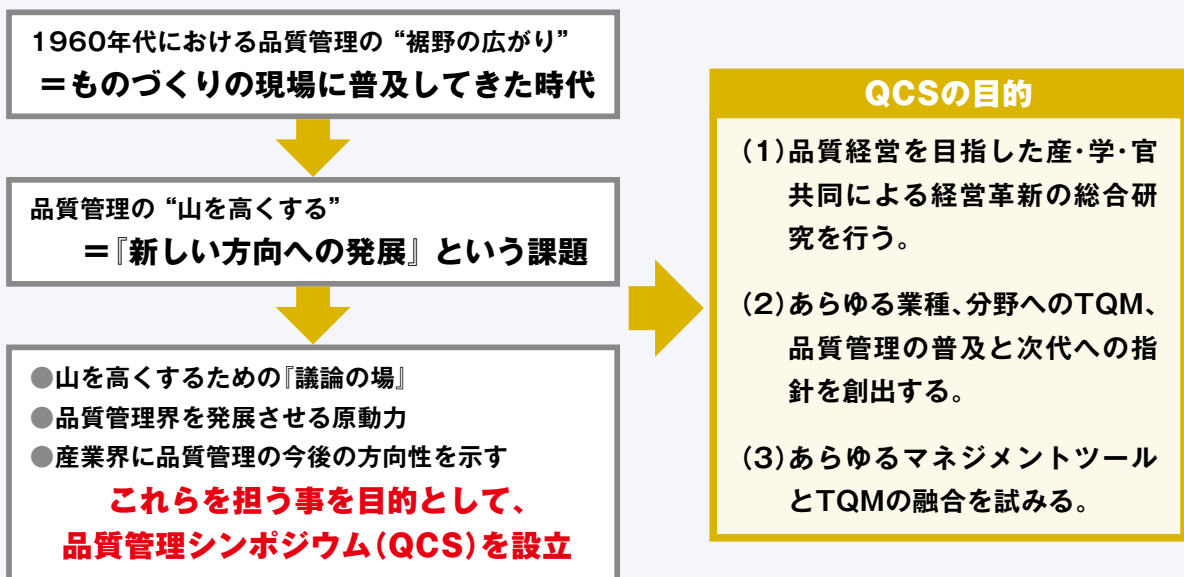 1960年代における品質管理の“裾野の広がり”
＝ものづくりの現場に普及してきた時代
品質管理の“山を高くする”
＝『新しい方向への発展』という課題
●山を高くするための『議論の場』
●品質管理界を発展させる原動力
●産業界に品質管理の今後の方向性を示す
これらを担う事を目的として、
品質管理シンポジウム（QCS）を設立
QCSの目的
（1）品質経営を目指した産・学・官
共同による経営革新の総合研
究を行う。
（2）あらゆる業種、分野へのTQM、
品質管理の普及と次代への指
針を創出する。
（3）あらゆるマネジメントツール
とTQMの融合を試みる。